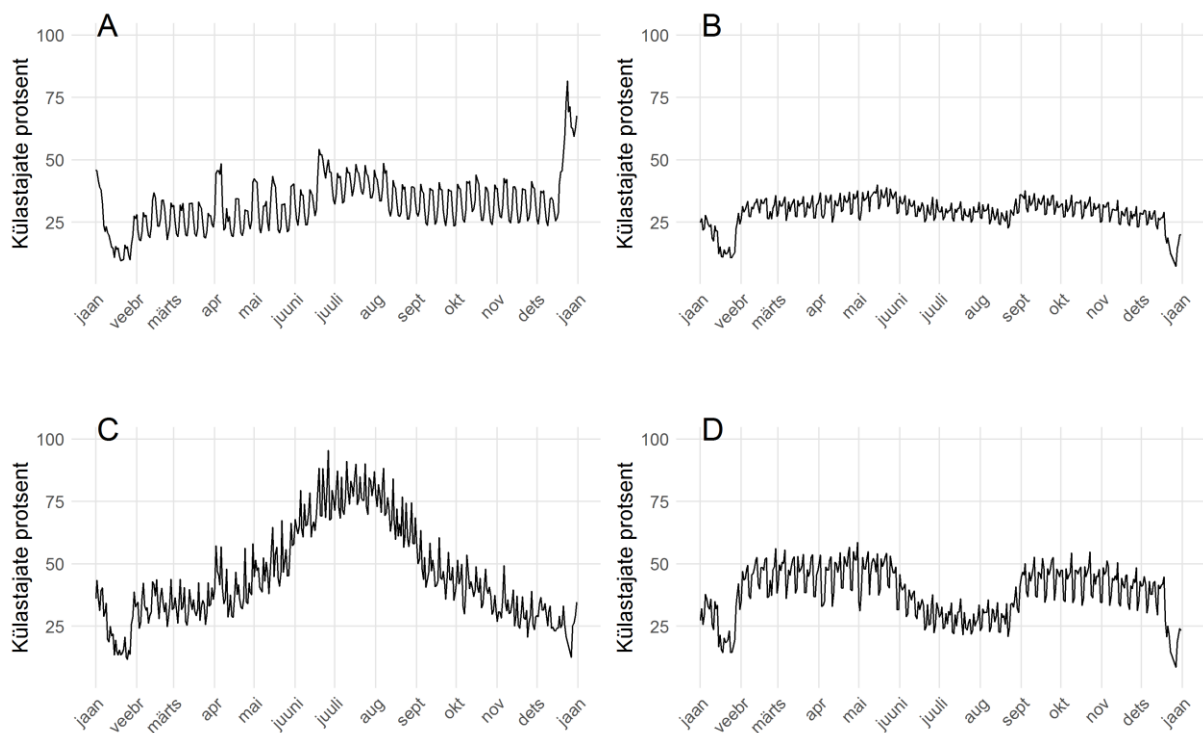 A
Külastajate protsent
100
75
50
25
jaan
veebr
märts
apr
mai
juuni
juuli
aug
sept
okt
nov
dets
jaan
B
Külastajate protsent
100
75
50
25
jaan
veebr
märts
apr
mai
juuni
juuli
aug
sept
okt
nov
dets
jaan
C
Külastajate protsent
100
75
50
25
jaan
veebr
märts
apr
mai
juuni
juuli
aug
sept
okt
nov
dets
jaan
D
Külastajate protsent
100
75
50
25
jaan
veebr
märts
apr
mai
juuni
juuli
aug
sept
okt
nov
dets
jaan